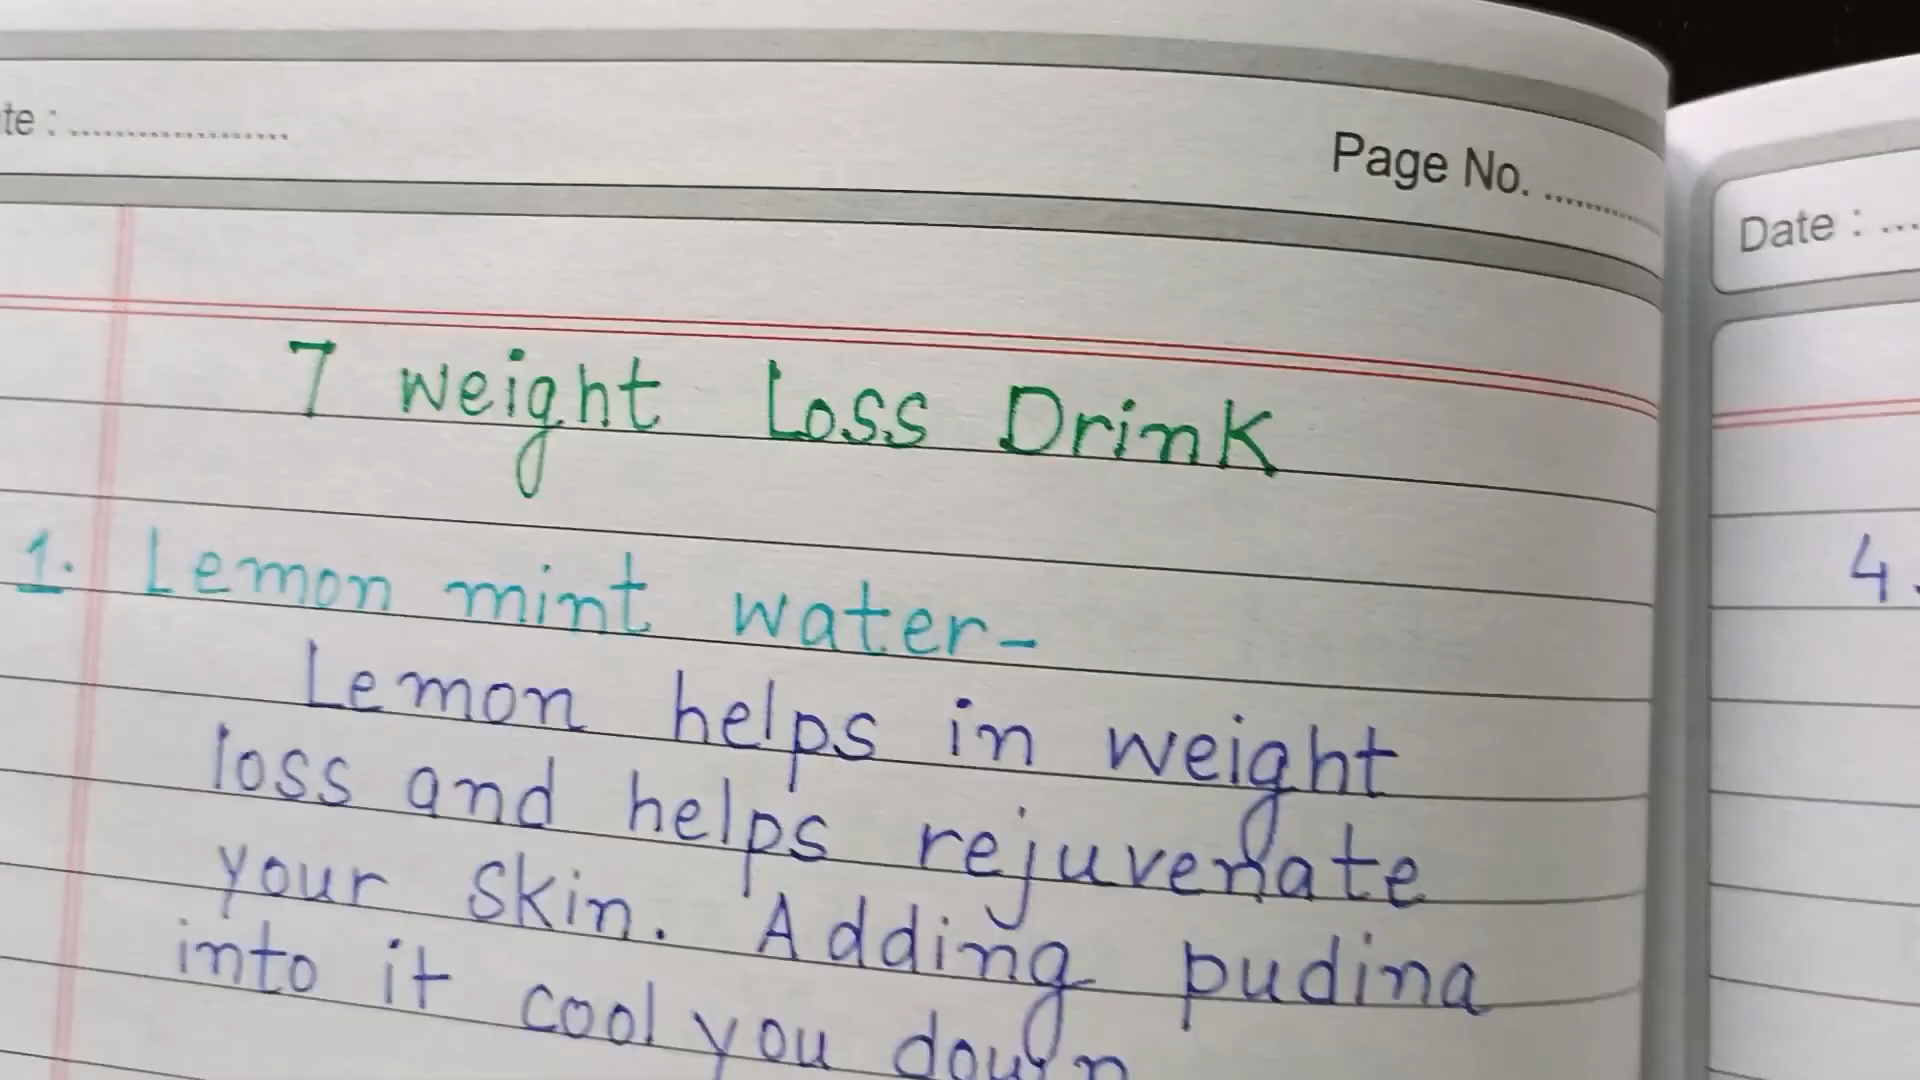 te : ....................
Page No. ..........
7 weight Loss Drink
1. Lemon mint water-
Lemon helps in weight
loss and helps rejuvenate
your skin. Adding pudina
into it cool you down
Date : ...
4.